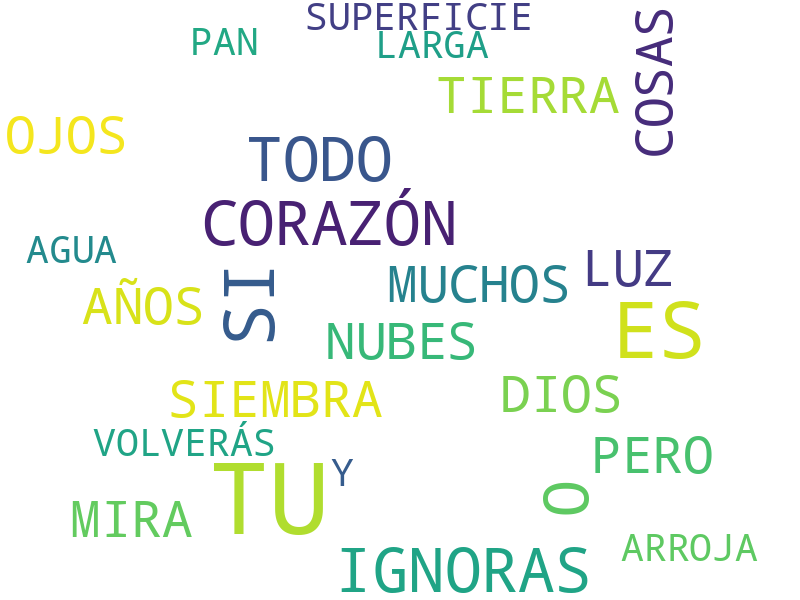 SUPERFICIE
PAN
LARGA
COSAS
TIERRA
OJOS
TODO
CORAZÓN
AGUA
LUZ
MUCHOS
SI
AÑOS
ES
NUBES
SIEMBRA
DIOS
VOLVERÁS
PERO
TU
Y
O
MIRA
IGNORAS
ARROJA